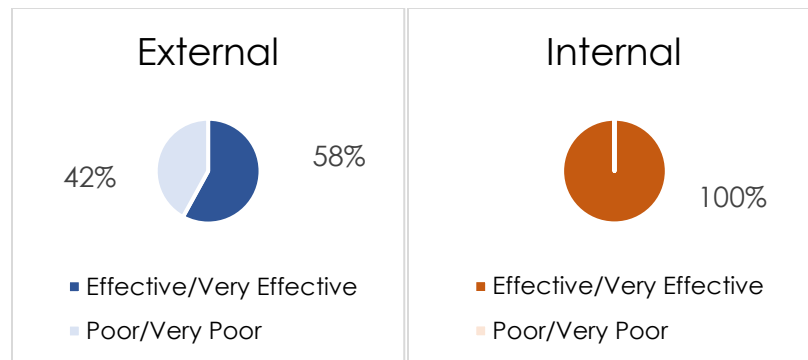 External
42%
58%
Effective/Very Effective
Poor/Very Poor
Internal
100%
Effective/Very Effective
Poor/Very Poor